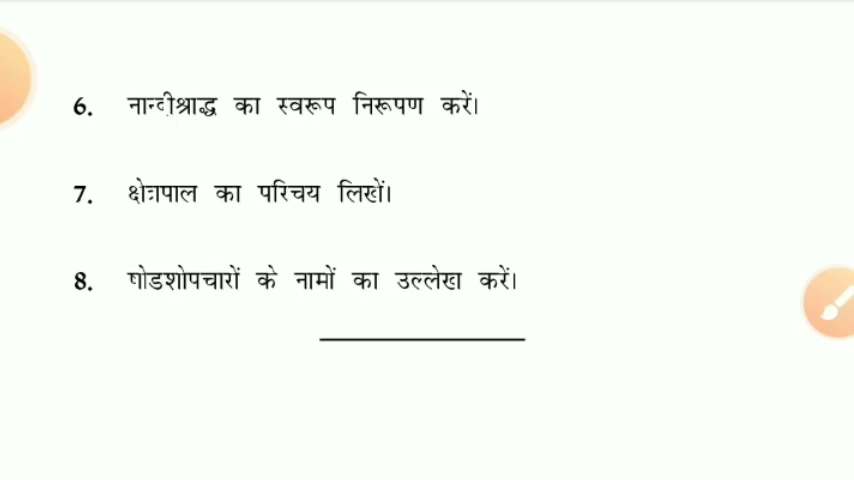 6. नान्दीश्राद्ध का स्वरूप निरूपण करें।
7. क्षेत्रपाल का परिचय लिखें।
8. षोडशोपचारों के नामों का उल्लेख करें।